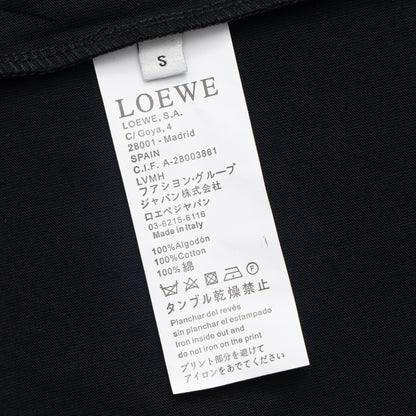 S
LOEWE
LOEWE, S.A.
C/ Goya, 4
28001 - Madrid
SPAIN
C.I.F. A-28003861
LVMH
ファション・グループ
ジャパン株式会社
ロエベジャパン
03-6215-6116
Made in Italy
100%Algodón
100%Cotton
100% 綿
タンブル乾燥禁止
Planchar del revés
sin planchar el estampado
Iron inside out and
do not iron on the print
プリント部分を避けて
アイロンをあてでください